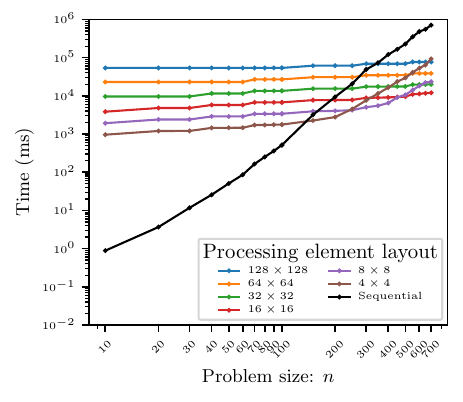 10^6
10^5
10^4
10^3
10^2
10^1
10^0
10^−1
10^−2
Time (ms)
Processing element layout
128 × 128
64 × 64
32 × 32
16 × 16
8 × 8
4 × 4
Sequential
10 20 30 40 50 60 70 80 90 100 200 300 400 500 600 700
Problem size: n